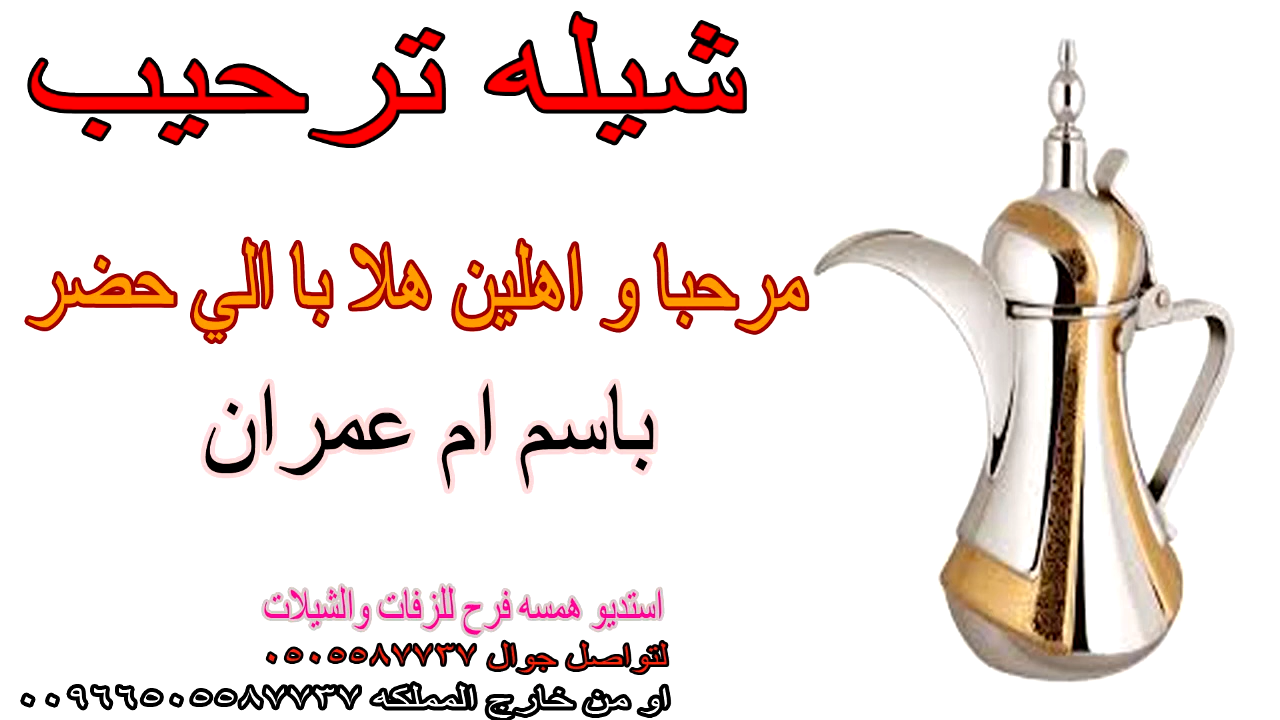 شيله ترحيب
مرحبا و اهلين هلا با الي حضر
باسم ام عمران
استديو همسه فرح للزفات والشيلات
لتواصل جوال ٠٥٠٥٥٨٧٧٣٧
او من خارج المملكه ٠٠٩٦٦٥٠٥٥٨٧٧٣٧